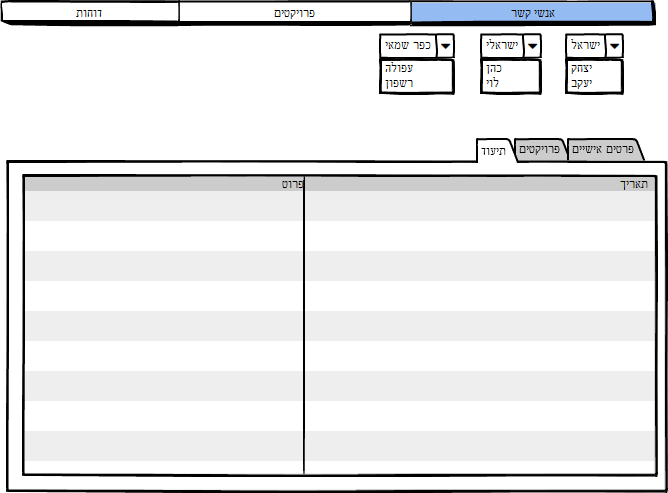 אנשי קשר פרויקטים דוחות
ישראל ישראלי כפר שמאי
יצחק כהן עפולה
יעקב לוי רשפון
פרטים אישיים פרויקטים תיעוד
תאריך פרוט